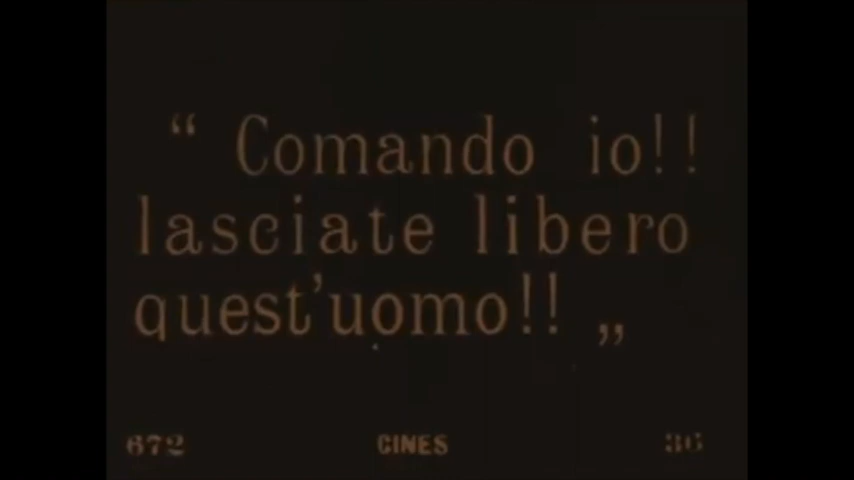 “ Comando io!!
lasciate libero
quest'uomo!! „
672 CINES 36